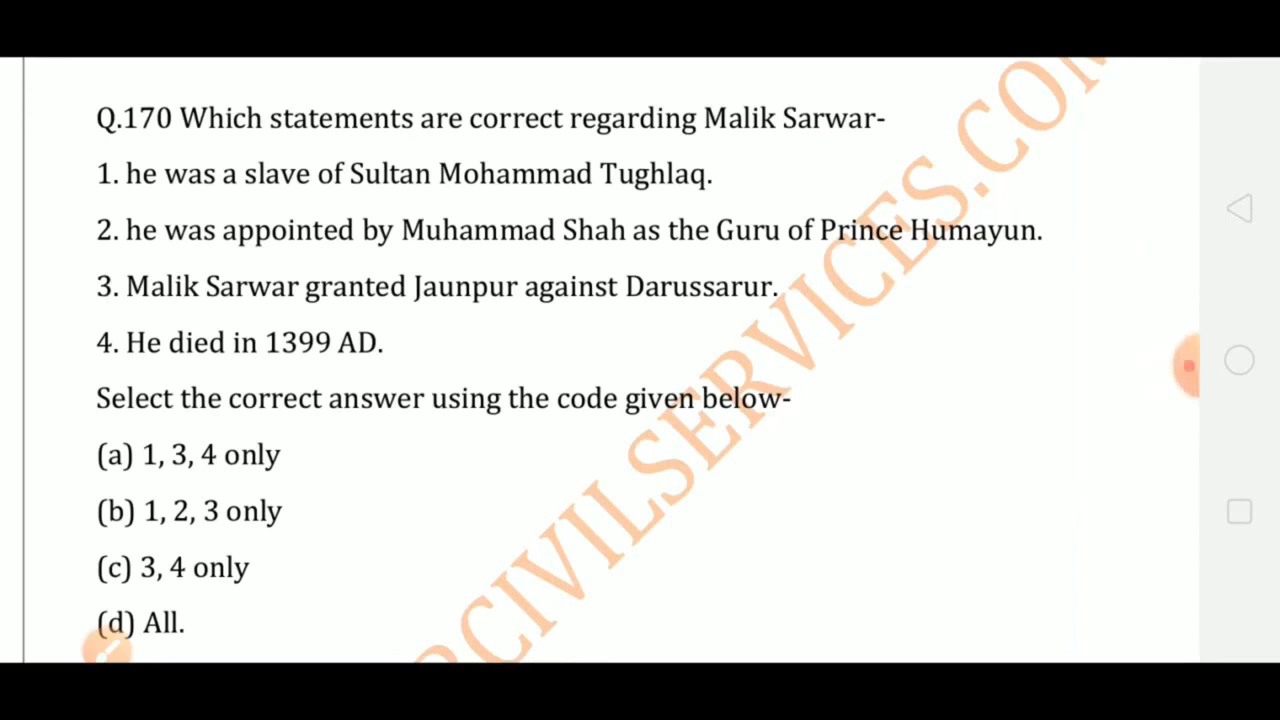 Q.170 Which statements are correct regarding Malik Sarwar-
1. he was a slave of Sultan Mohammad Tughlaq.
2. he was appointed by Muhammad Shah as the Guru of Prince Humayun.
3. Malik Sarwar granted Jaunpur against Darussarur.
4. He died in 1399 AD.
Select the correct answer using the code given below-
(a) 1, 3, 4 only
(b) 1, 2, 3 only
(c) 3, 4 only
(d) All.
RCIVILSERVICES.COM